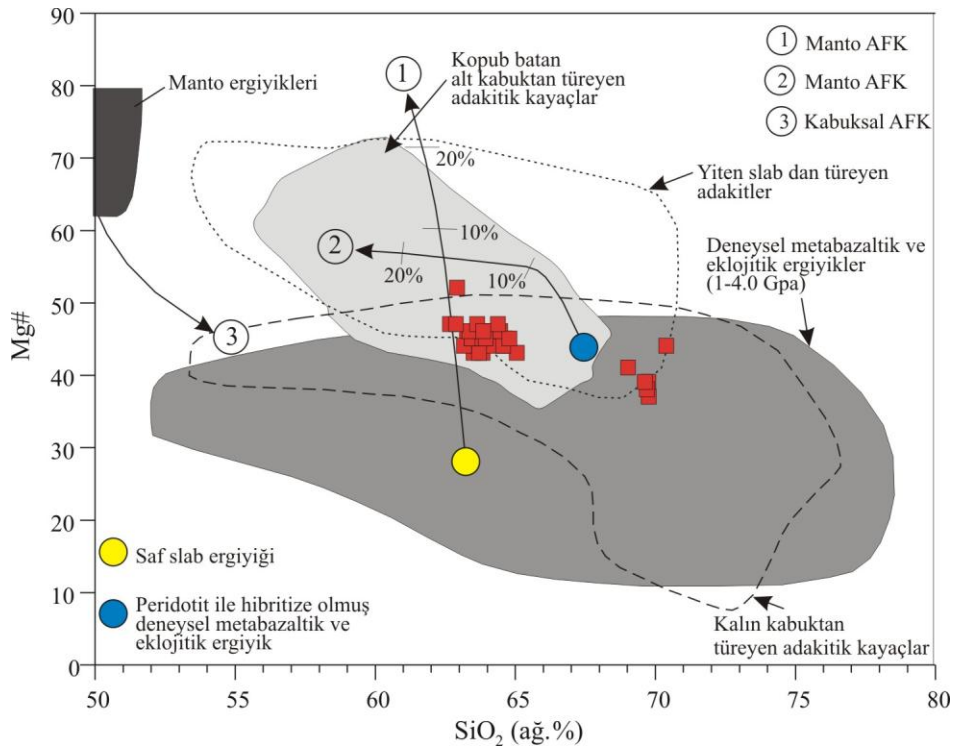 90
80
70
60
50
40
30
20
10
0
Mg#
50
55
60
65
70
75
80
SiO₂ (ağ.%)
Manto ergiyikleri
1
Kopub batan
alt kabuktan türeyen
adakitik kayaçlar
1 Manto AFK
2 Manto AFK
3 Kabuksal AFK
20%
10%
Yiten slab dan türeyen
adakitler
2
20%
10%
Deneysel metabazaltik ve
eklojitik ergiyikler
(1-4.0 Gpa)
3
Saf slab ergiyiği
Peridotit ile hibritize olmuş
deneysel metabazaltik ve
eklojitik ergiyik
Kalın kabuktan
türeyen adakitik kayaçlar